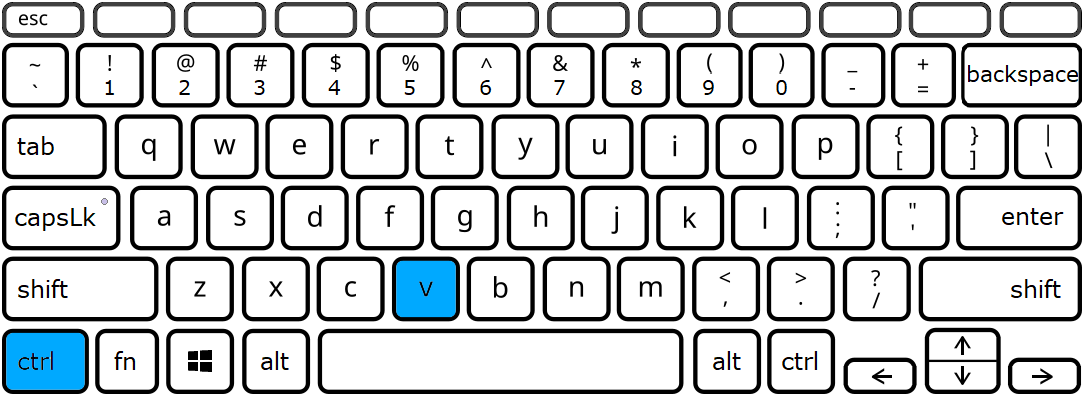 esc
~ ! @ # $ % ^ & * ( ) _ +
` 1 2 3 4 5 6 7 8 9 0 - = backspace
tab q w e r t y u i o p { } |
[ ] \
capsLk a s d f g h j k l : " enter
; '
shift z x c v b n m < > ? shift
, . /
ctrl fn alt alt ctrl ← ↑ →
↓